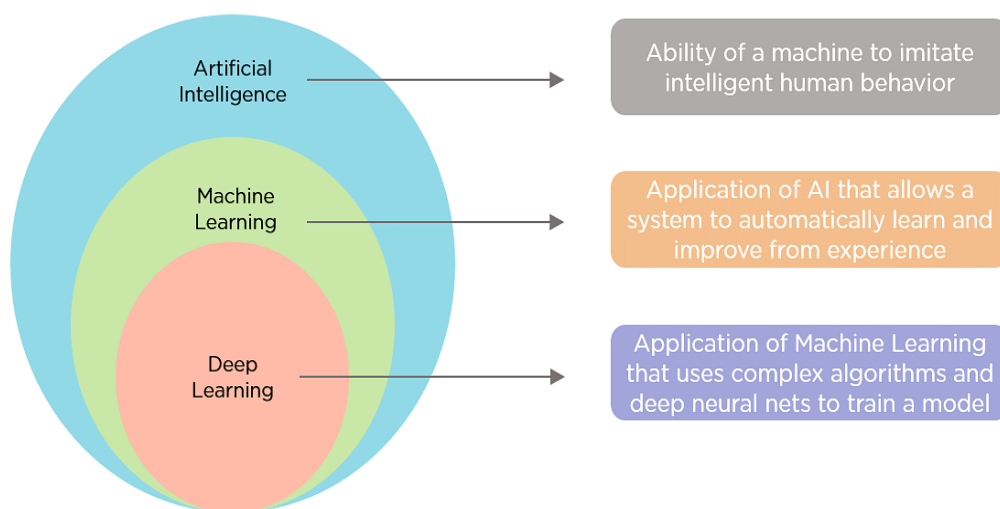 Artificial
Intelligence
Ability of a machine to imitate
intelligent human behavior
Machine
Learning
Application of AI that allows a
system to automatically learn and
improve from experience
Deep
Learning
Application of Machine Learning
that uses complex algorithms and
deep neural nets to train a model